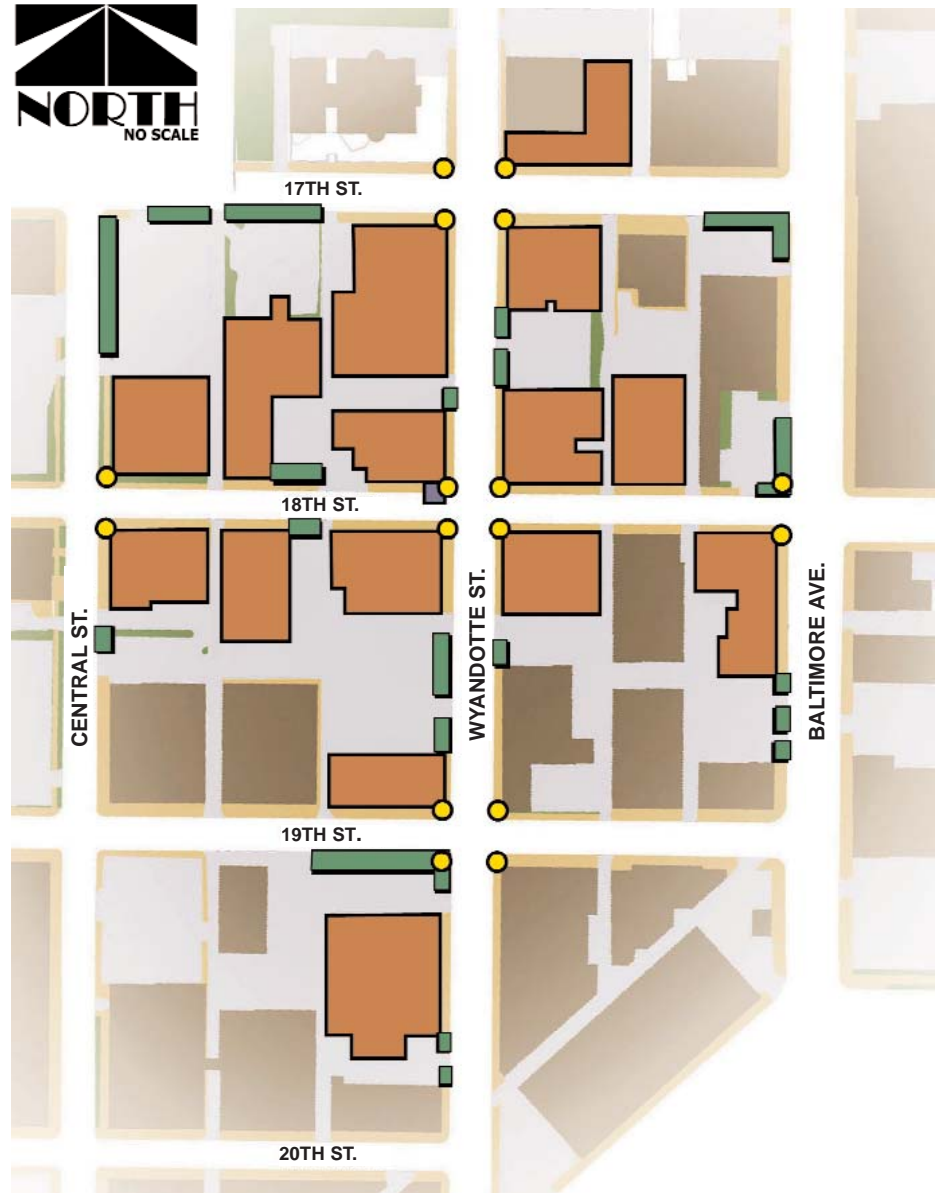 NORTH
NO SCALE
17TH ST.
18TH ST.
CENTRAL ST.
WYANDOTTE ST.
BALTIMORE AVE.
19TH ST.
20TH ST.